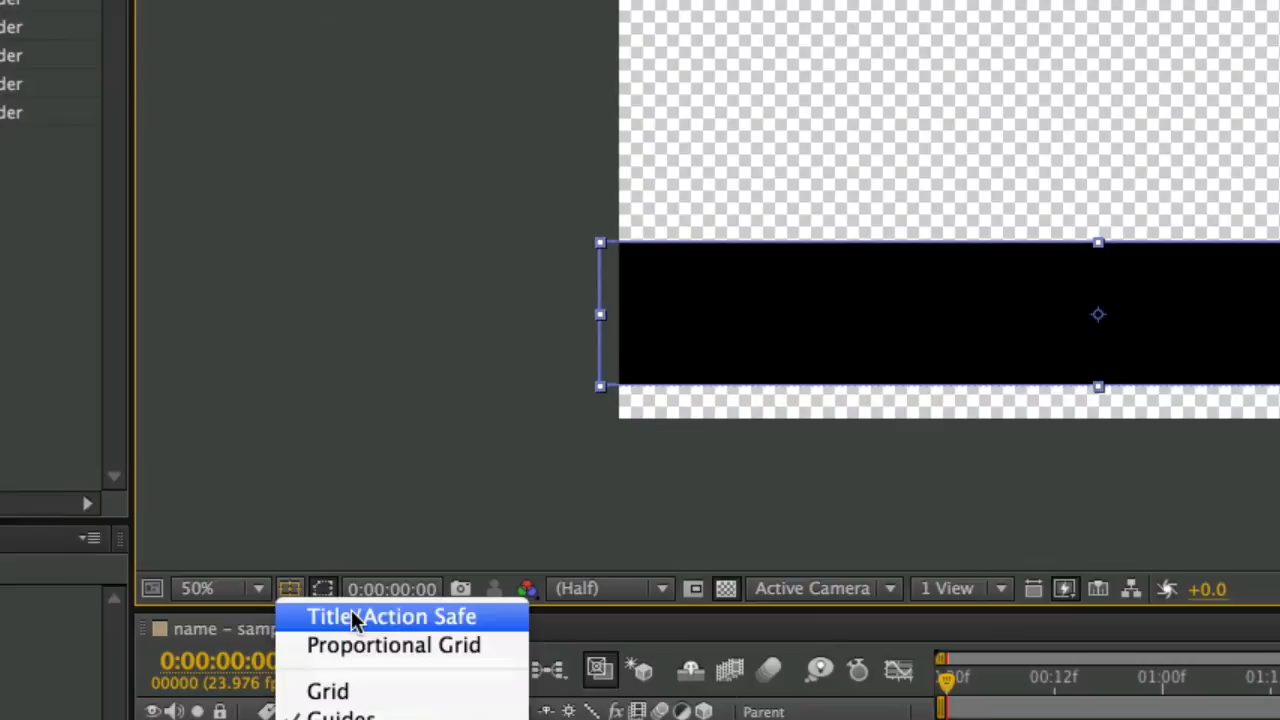 der
der
der
der
50%
0:00:00:00
(Half)
Active Camera
1 View
+0.0
Title/Action Safe
Proportional Grid
Grid
Guides
name - samp
0:00:00:00
00000 (23.976 fp
00f
00:12f
01:00f
01:1
fx
Parent